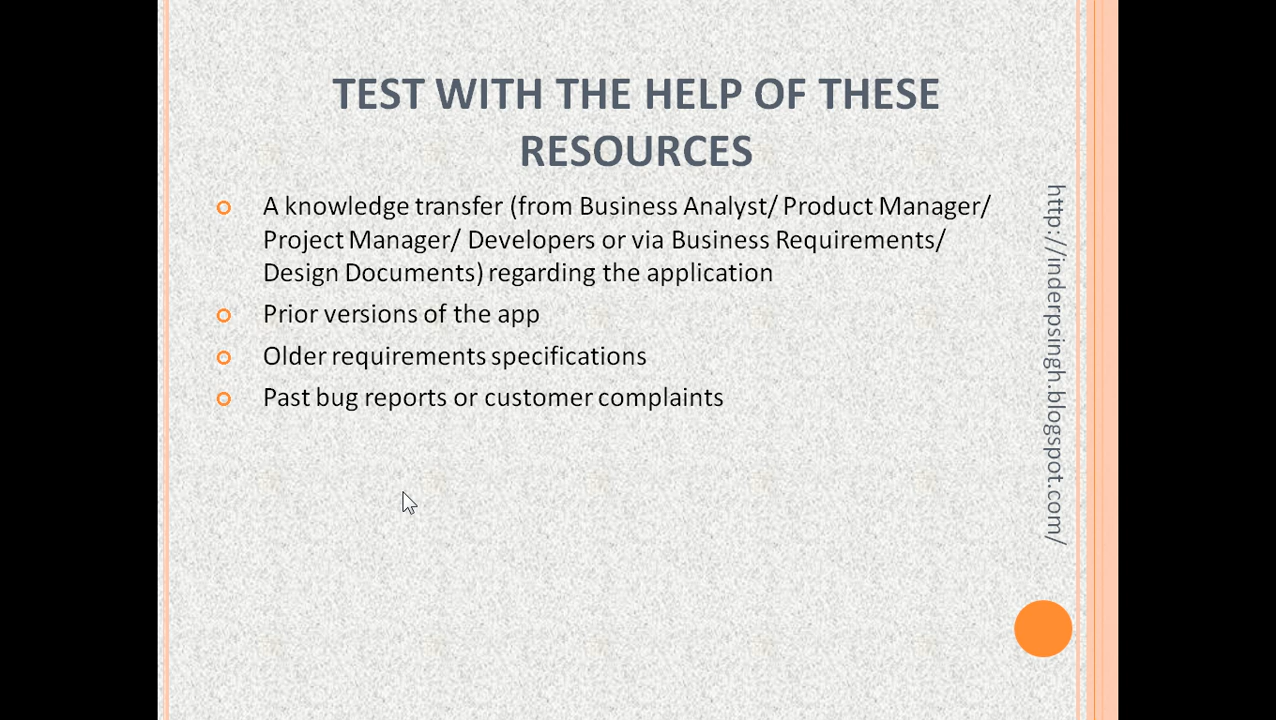 TEST WITH THE HELP OF THESE
RESOURCES
A knowledge transfer (from Business Analyst/ Product Manager/
Project Manager/ Developers or via Business Requirements/
Design Documents) regarding the application
Prior versions of the app
Older requirements specifications
Past bug reports or customer complaints
http://inderpsingh.blogspot.com/